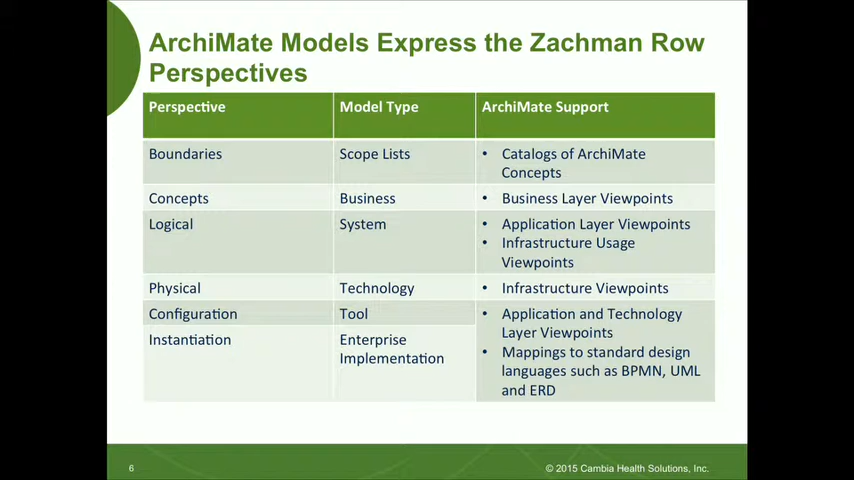 ArchiMate Models Express the Zachman Row
Perspectives
Perspective Model Type ArchiMate Support
Boundaries Scope Lists • Catalogs of ArchiMate
Concepts
Concepts Business • Business Layer Viewpoints
Logical System • Application Layer Viewpoints
• Infrastructure Usage
Viewpoints
Physical Technology • Infrastructure Viewpoints
Configuration Tool • Application and Technology
Layer Viewpoints
Instantiation Enterprise
Implementation
• Mappings to standard design
languages such as BPMN, UML
and ERD
6 © 2015 Cambia Health Solutions, Inc.